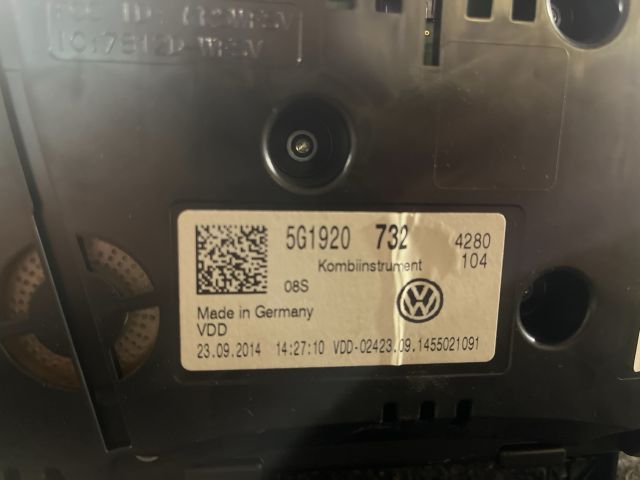 5G1920 732 4280
Kombiinstrument 104
08S
Made in Germany
VDD
23.09.2014 14:27:10 VDD-02423.09.1455021091